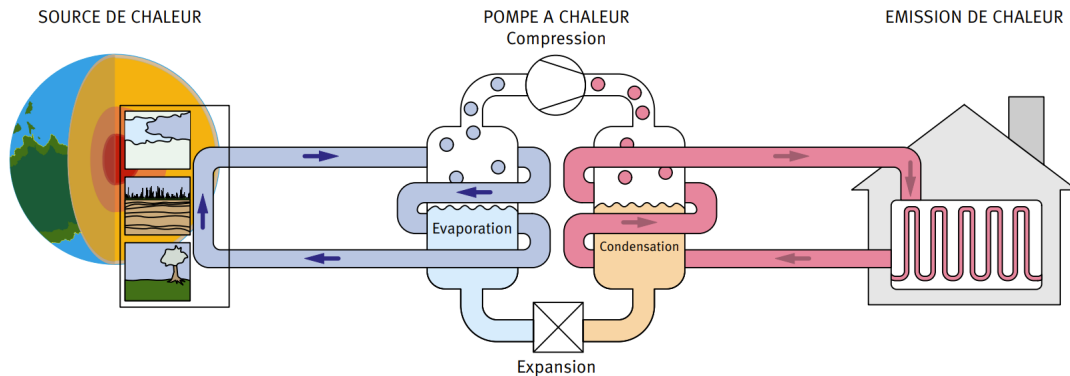 SOURCE DE CHALEUR
POMPE A CHALEUR
EMISSION DE CHALEUR
Compression
Evaporation
Condensation
Expansion